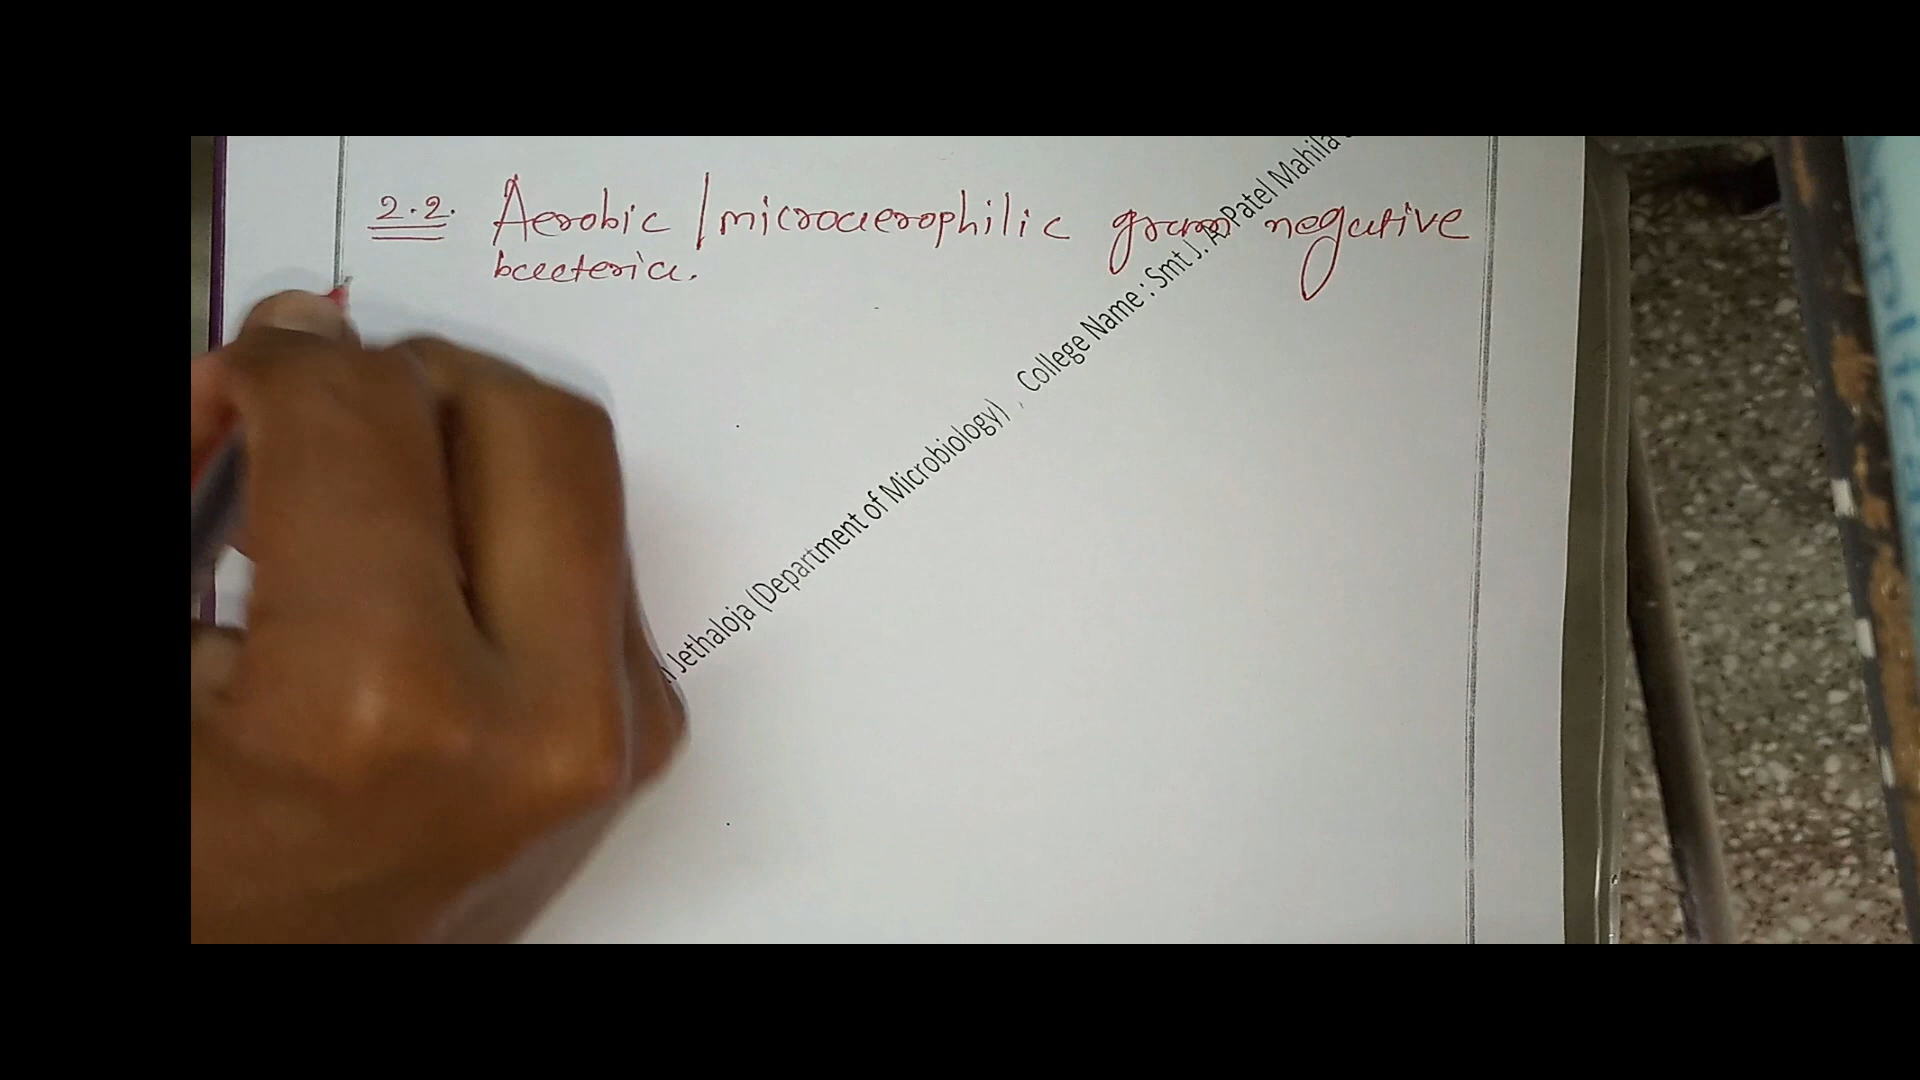 2.2. Aerobic / microaerophilic gram negative
bacteria.
Jethaloja (Department of Microbiology) , College Name : Smt J. A. Patel Mahila